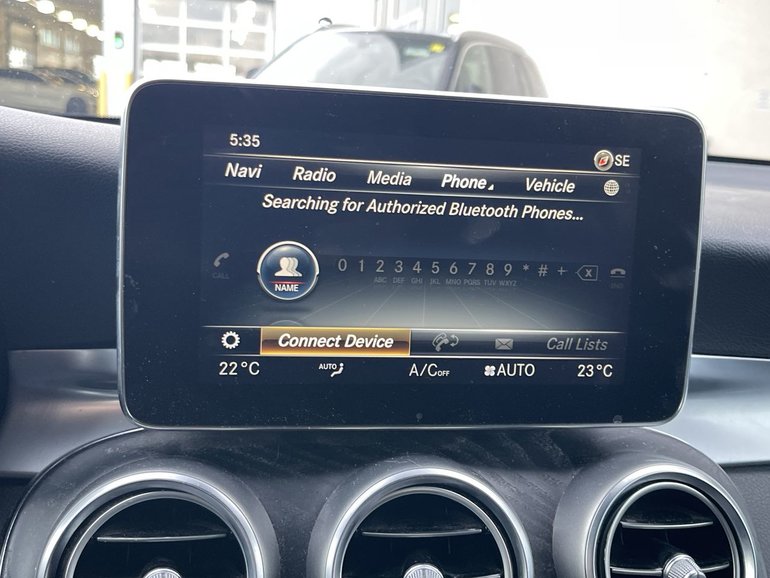 5:35
SE
Navi Radio Media Phone Vehicle
Searching for Authorized Bluetooth Phones...
0 1 2 3 4 5 6 7 8 9 * # +
ABC DEF GHI JKL MNO PQRS TUV WXYZ
CALL
NAME
END
Connect Device Call Lists
22°C AUTO A/C OFF AUTO 23°C